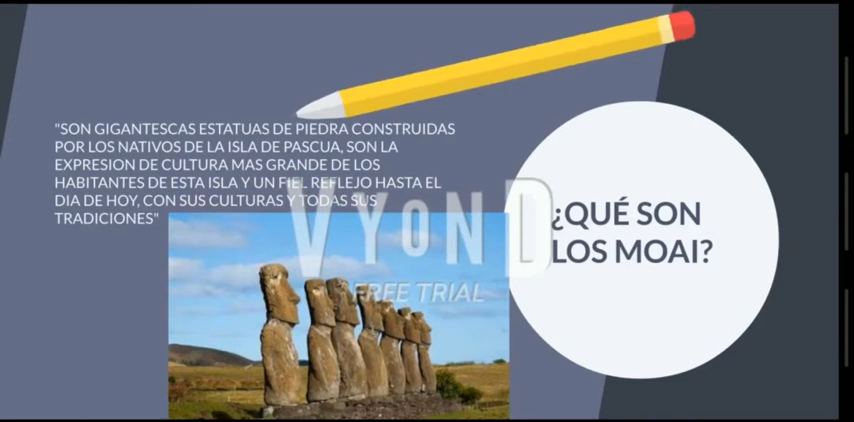 "SON GIGANTESCAS ESTATUAS DE PIEDRA CONSTRUIDAS
POR LOS NATIVOS DE LA ISLA DE PASCUA, SON LA
EXPRESION DE CULTURA MAS GRANDE DE LOS
HABITANTES DE ESTA ISLA Y UN FIEL REFLEJO HASTA EL
DIA DE HOY, CON SUS CULTURAS Y TODAS SUS
TRADICIONES"
¿QUÉ SON
LOS MOAI?
VYOND
FREE TRIAL